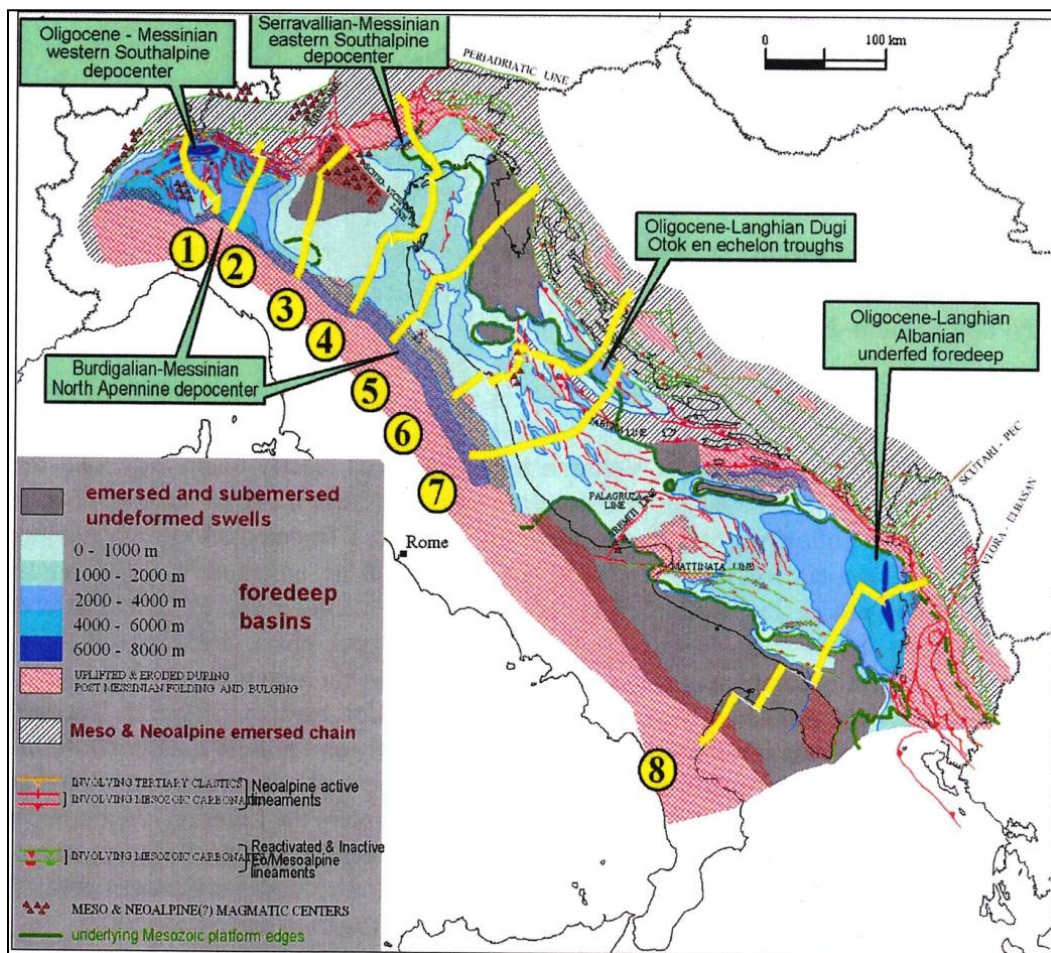 Oligocene - Messinian
western Southalpine
depocenter
Serravallian-Messinian
eastern Southalpine
depocenter
0 100 km
PERIADRIATIC LINE
Oligocene-Langhian Dugi
Otok en echelon troughs
Oligocene-Langhian
Albanian
underfed foredeep
1
2
3
4
5
6
7
8
Burdigalian-Messinian
North Apennine depocenter
SCUTARI - PEC
VLORA - ELBASAN
PALAGRUZA
LINE
TREMITI LINE
MATTINATA LINE
Rome
emersed and subemersed
undeformed swells
0 - 1000 m
1000 - 2000 m
2000 - 4000 m
4000 - 6000 m
6000 - 8000 m
foredeep
basins
UPLIFTED & ERODED DURING
POST MESSINIAN FOLDING AND BULGING
Meso & Neoalpine emersed chain
INVOLVING TERTIARY CLASTICS
INVOLVING MESOZOIC
Neoalpine active
lineaments
INVOLVING MESOZOIC
Reactivated & Inactive
Eo/Mesoalpine
lineaments
MESO & NEOALPINE(?) MAGMATIC CENTERS
underlying Mesozoic platform edges